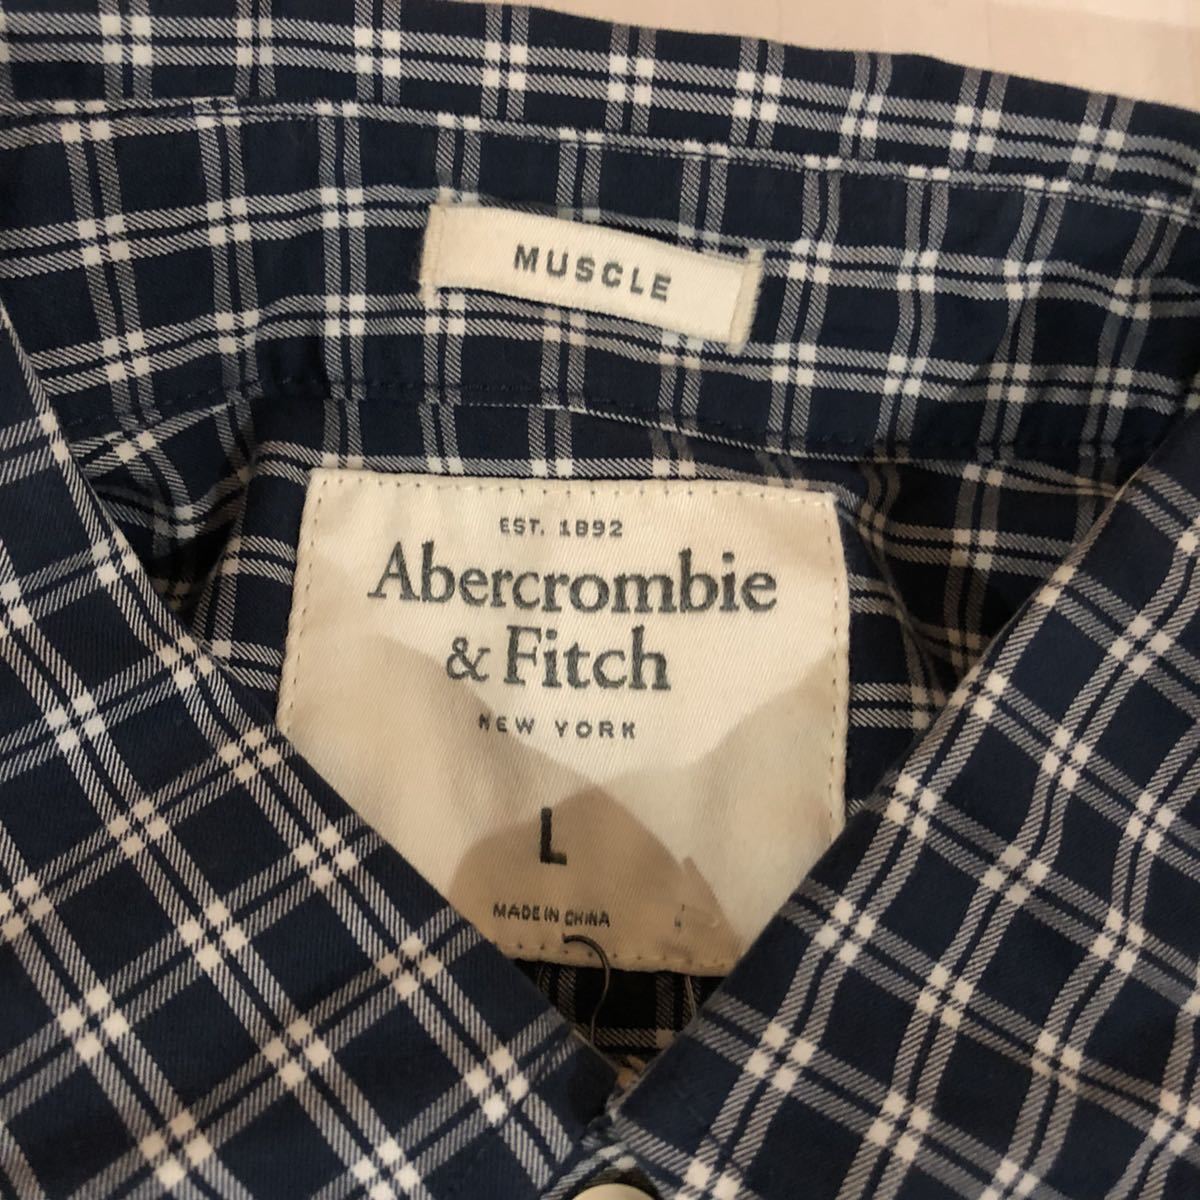 MUSCLE
EST. 1892
Abercrombie
& Fitch
NEW YORK
L
MADE IN CHINA